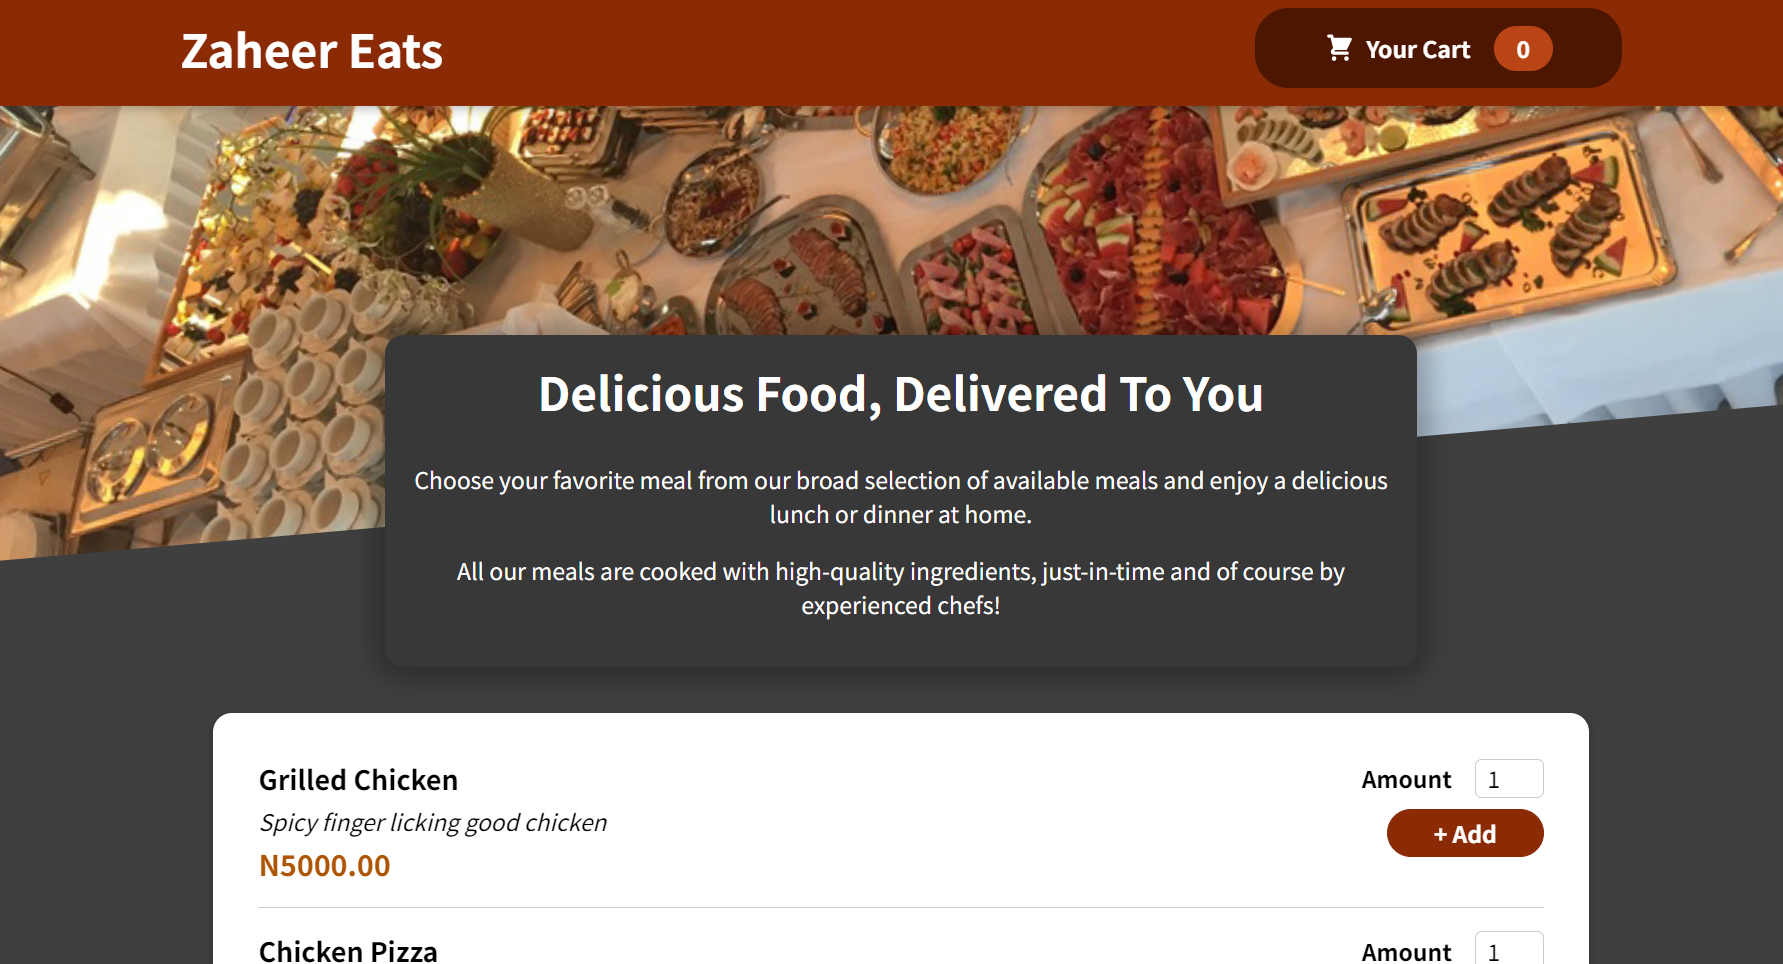 Zaheer Eats
Your Cart 0
Delicious Food, Delivered To You
Choose your favorite meal from our broad selection of available meals and enjoy a delicious
lunch or dinner at home.
All our meals are cooked with high-quality ingredients, just-in-time and of course by
experienced chefs!
Grilled Chicken
Amount 1
Spicy finger licking good chicken
+ Add
N5000.00
Chicken Pizza
Amount 1